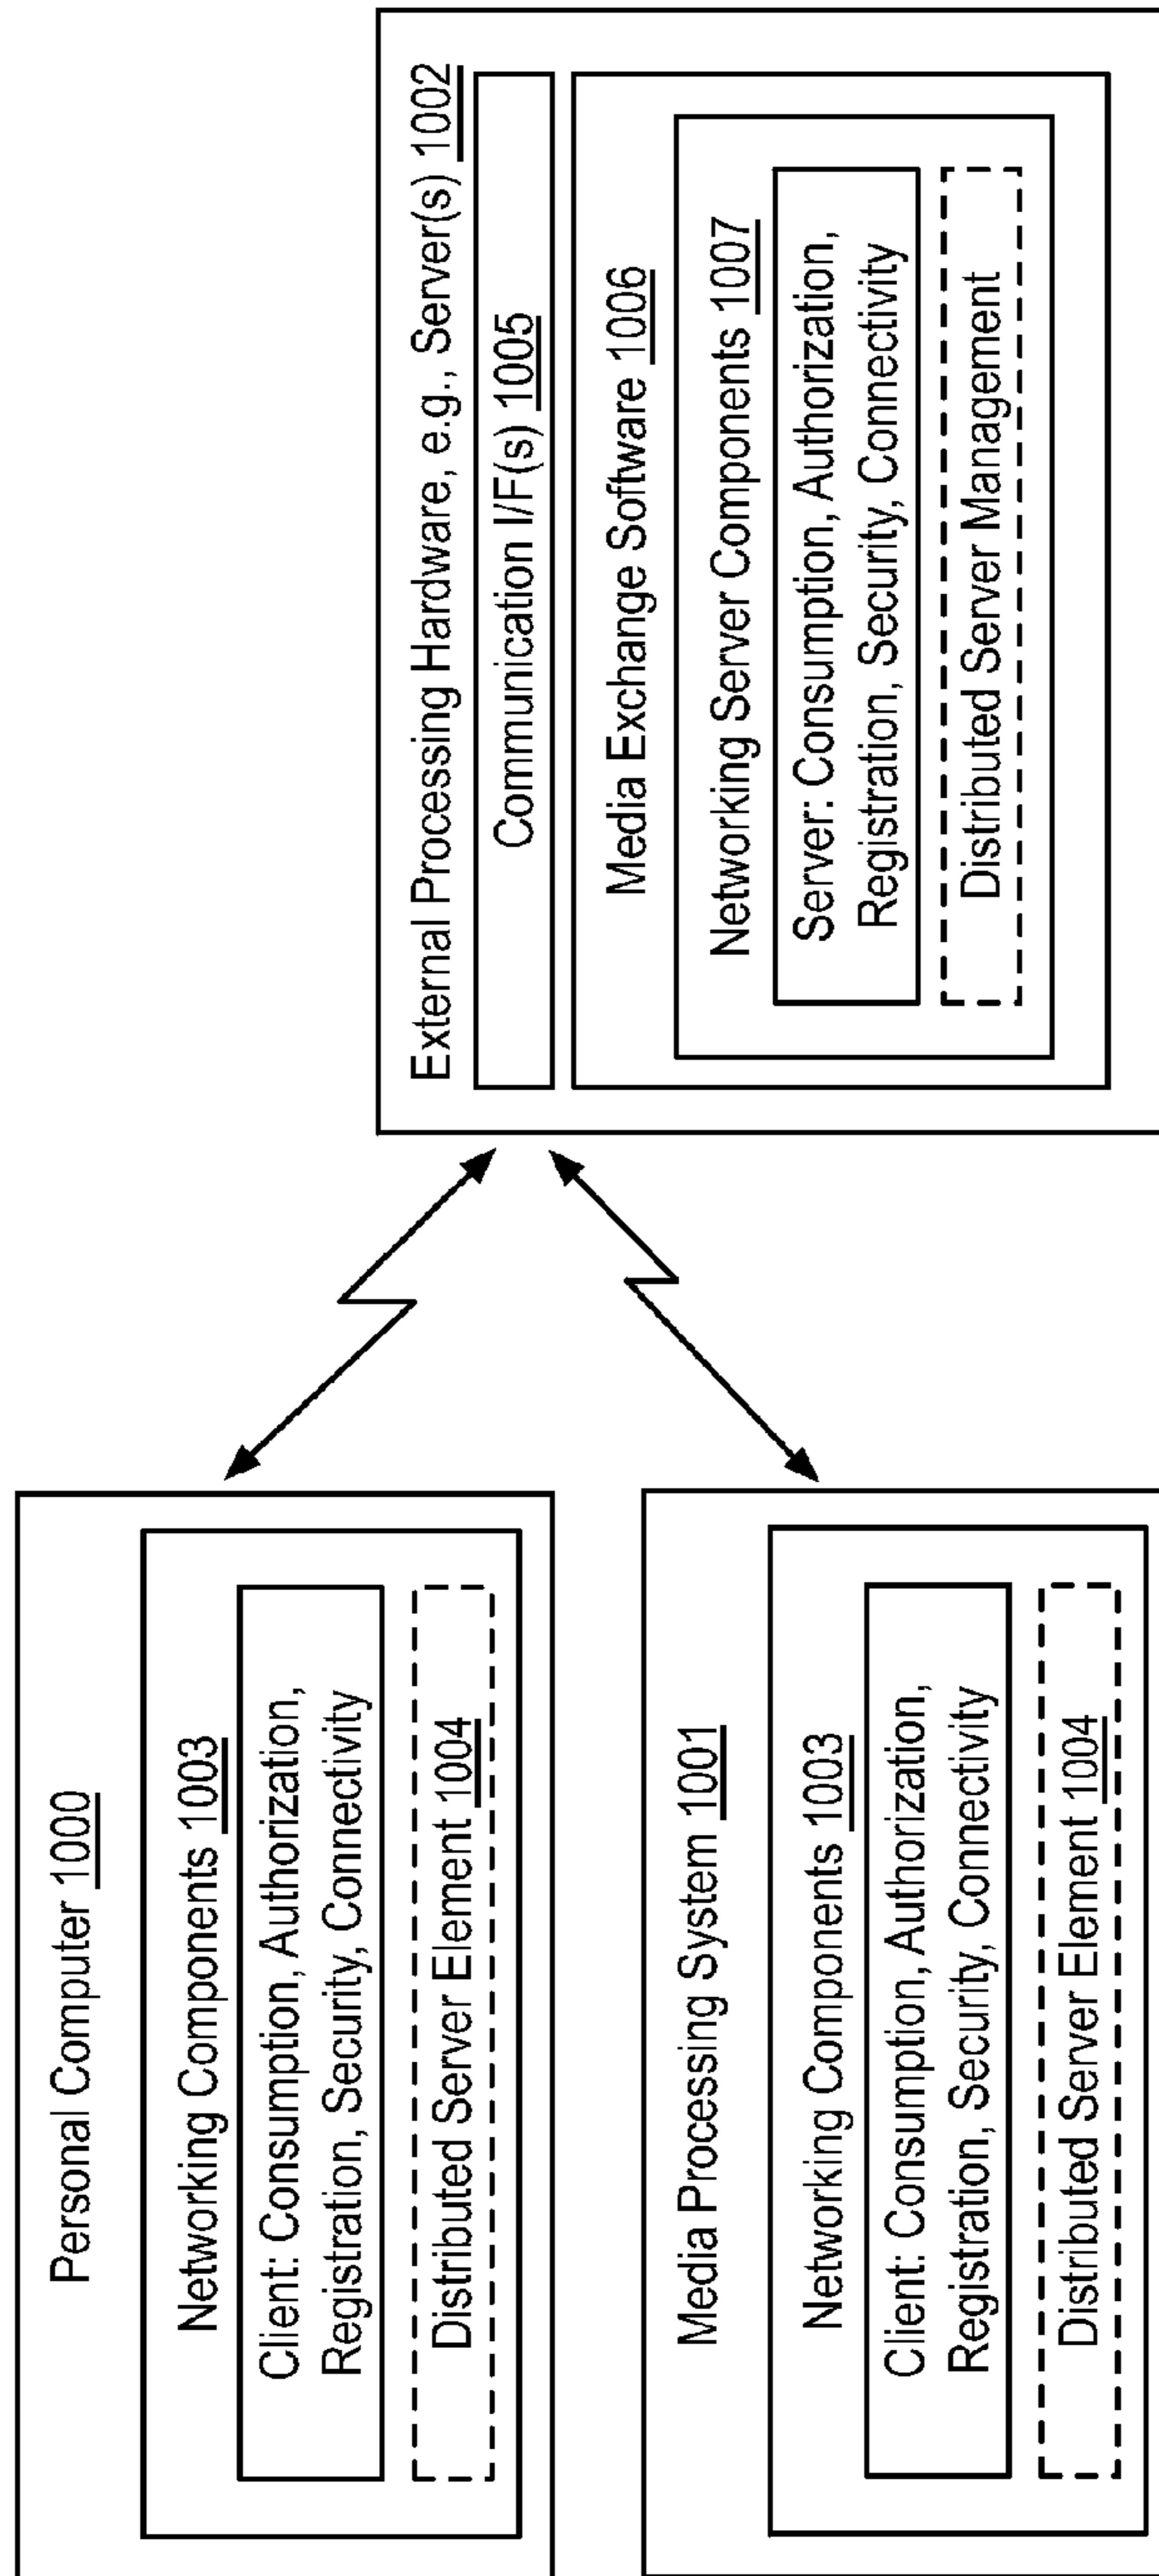 Personal Computer 1000
Networking Components 1003
Client: Consumption, Authorization,
Registration, Security, Connectivity
Distributed Server Element 1004
Media Processing System 1001
Networking Components 1003
Client: Consumption, Authorization,
Registration, Security, Connectivity
Distributed Server Element 1004
External Processing Hardware, e.g., Server(s) 1002
Communication I/F(s) 1005
Media Exchange Software 1006
Networking Server Components 1007
Server: Consumption, Authorization,
Registration, Security, Connectivity
Distributed Server Management